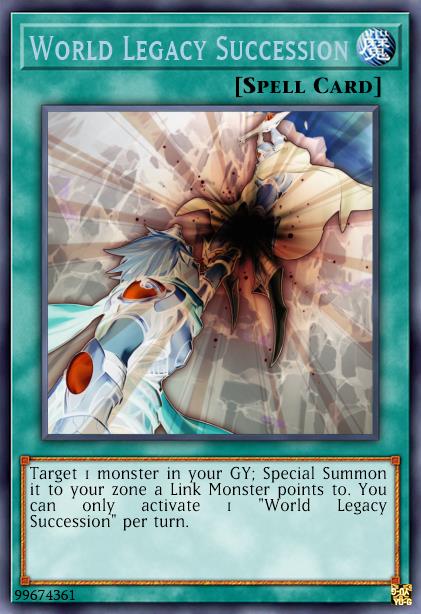 World Legacy Succession 魔
[Spell Card]
Target 1 monster in your GY; Special Summon
it to your zone a Link Monster points to. You
can only activate 1 "World Legacy
Succession" per turn.
99674361